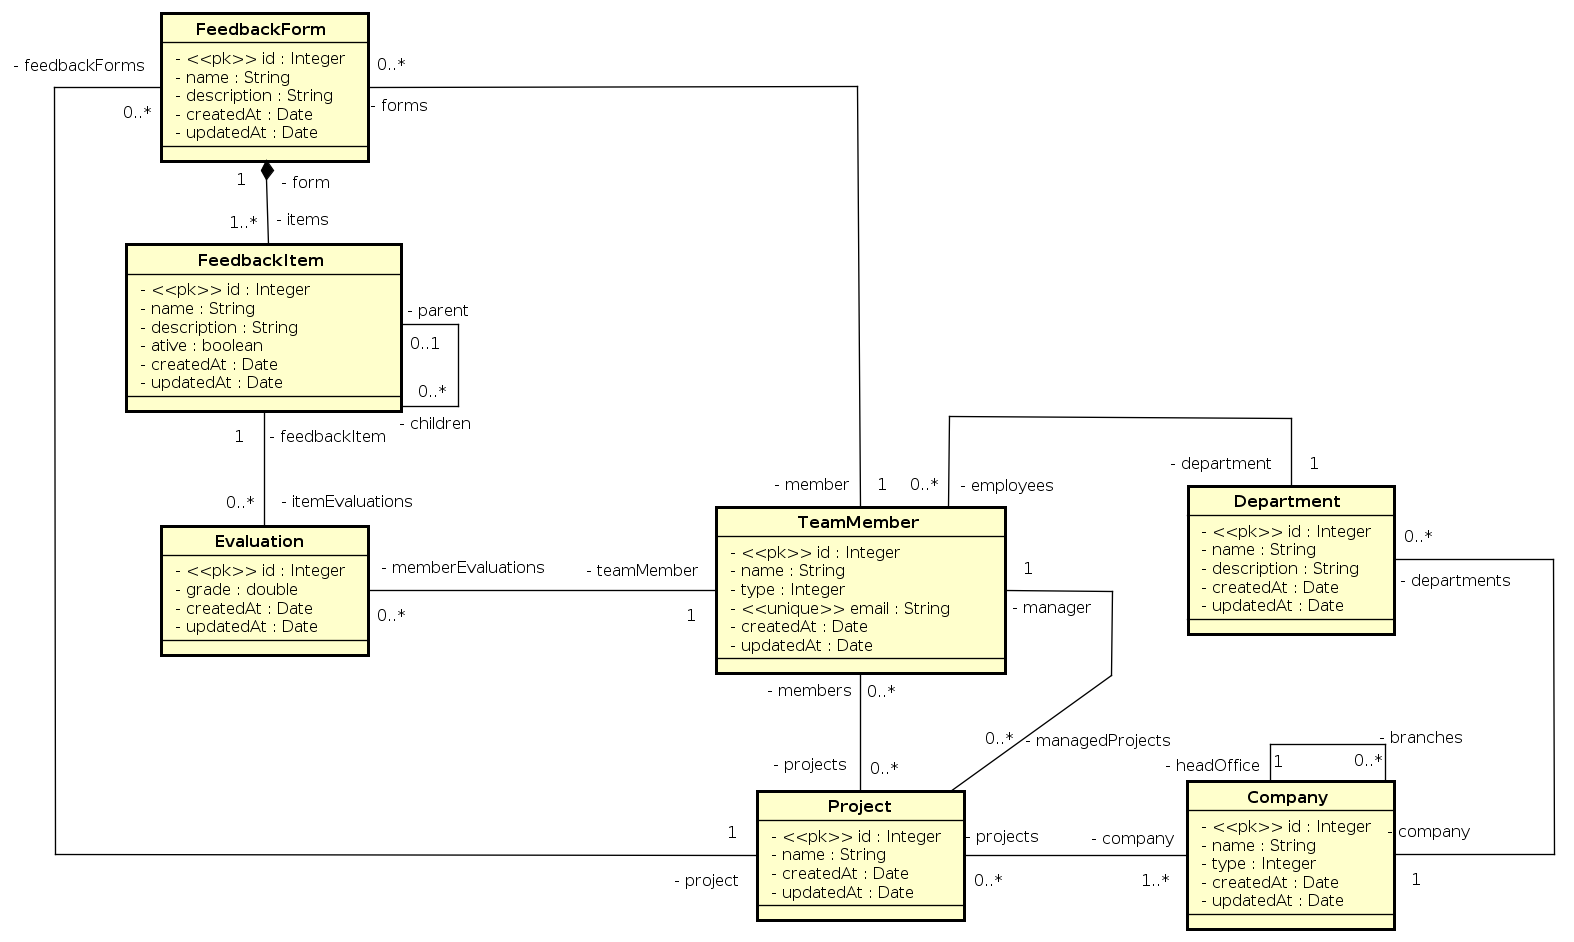 FeedbackForm
- <<pk>> id : Integer
- name : String
- description : String
- createdAt : Date
- updatedAt : Date
- feedbackForms
0..*
0..*
- forms
1
- form
1..*
- items
FeedbackItem
- <<pk>> id : Integer
- name : String
- description : String
- ative : boolean
- createdAt : Date
- updatedAt : Date
- parent
0..1
0..*
- children
1
- feedbackItem
0..*
- itemEvaluations
Evaluation
- <<pk>> id : Integer
- grade : double
- createdAt : Date
- updatedAt : Date
- memberEvaluations
0..*
- teamMember
1
- member
1
0..*
- employees
TeamMember
- <<pk>> id : Integer
- name : String
- type : Integer
- <<unique>> email : String
- createdAt : Date
- updatedAt : Date
1
- manager
- department
1
Department
- <<pk>> id : Integer
- name : String
- description : String
- createdAt : Date
- updatedAt : Date
0..*
- departments
- members
0..*
- projects
0..*
0..*
- managedProjects
Project
- <<pk>> id : Integer
- name : String
- createdAt : Date
- updatedAt : Date
1
- project
- projects
0..*
- company
1..*
- headOffice
1
- branches
0..*
Company
- <<pk>> id : Integer
- name : String
- type : Integer
- createdAt : Date
- updatedAt : Date
- company
1